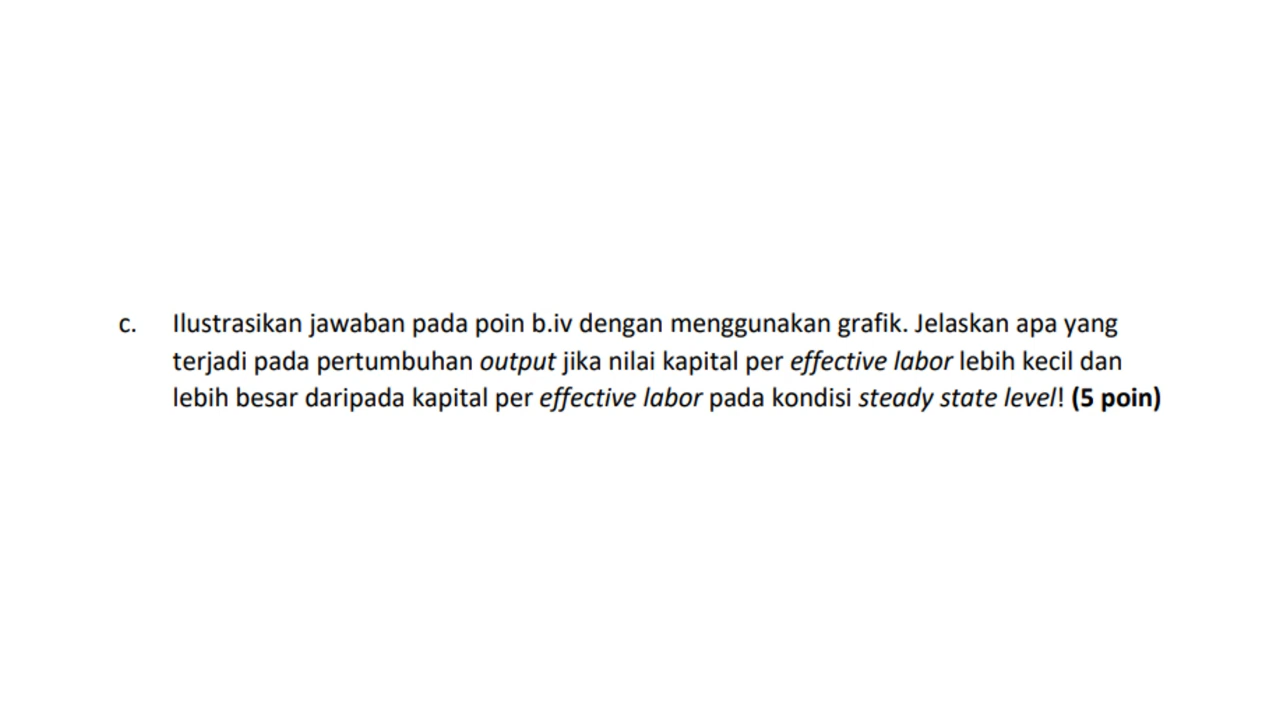 c. Ilustrasikan jawaban pada poin b.iv dengan menggunakan grafik. Jelaskan apa yang
terjadi pada pertumbuhan output jika nilai kapital per effective labor lebih kecil dan
lebih besar daripada kapital per effective labor pada kondisi steady state level! (5 poin)